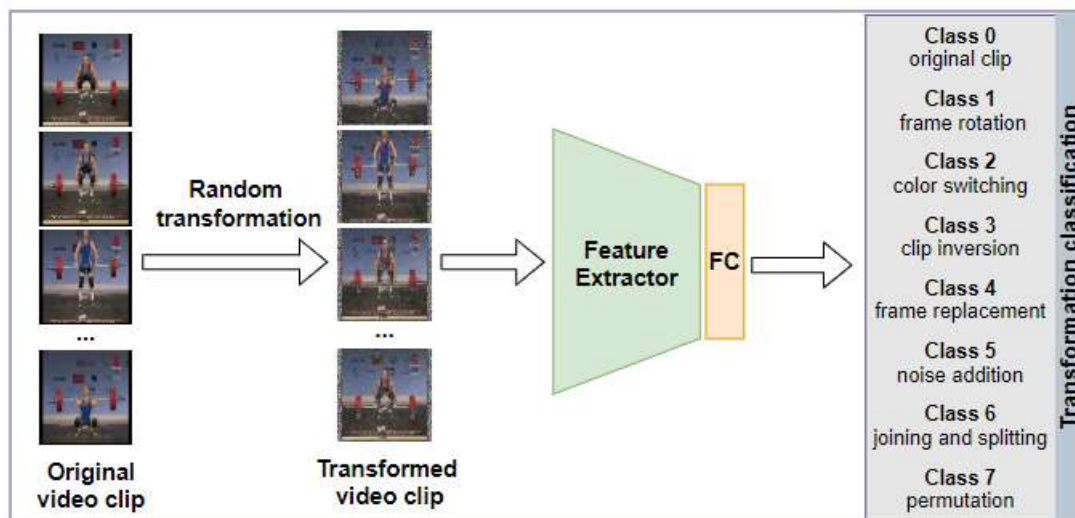 Random
transformation
...
Original
video clip
...
Transformed
video clip
Feature
Extractor
FC
Class 0
original clip
Class 1
frame rotation
Class 2
color switching
Class 3
clip inversion
Class 4
frame replacement
Class 5
noise addition
Class 6
joining and splitting
Class 7
permutation
Transformation classification